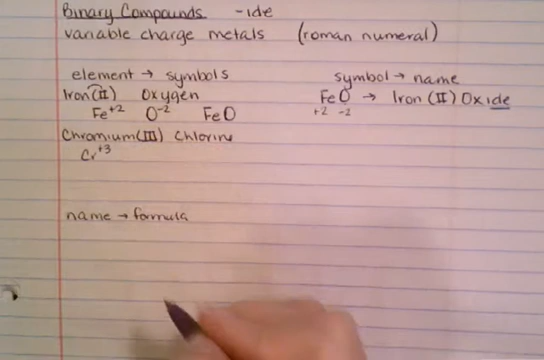 Binary Compounds -ide
variable charge metals (roman numeral)
element → symbols
Iron(II) Oxygen
Fe+2 O-2 FeO
Chromium(III) Chlorine
Cr+3
symbol → name
FeO → Iron (II) Oxide
+2 -2
name → formula